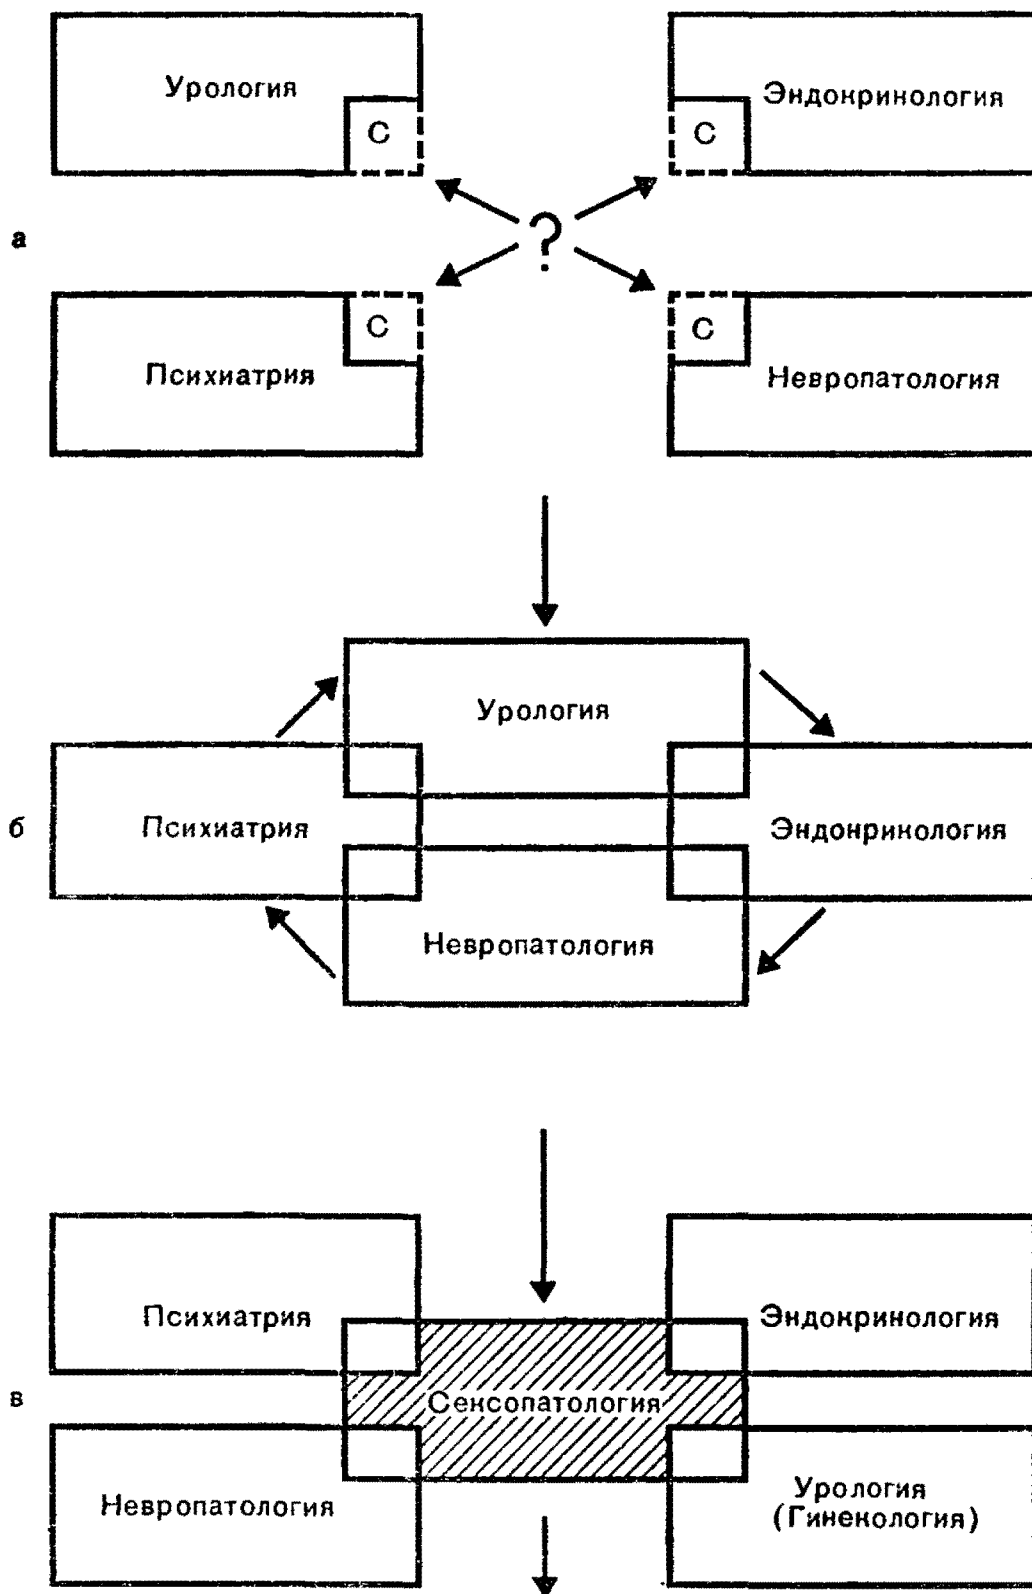 Урология
Эндокринология
С
С
а
?
С
С
Психиатрия
Невропатология
Урология
б
Психиатрия
Эндокринология
Невропатология
Психиатрия
Эндокринология
в
Сексопатология
Невропатология
Урология
(Гинекология)